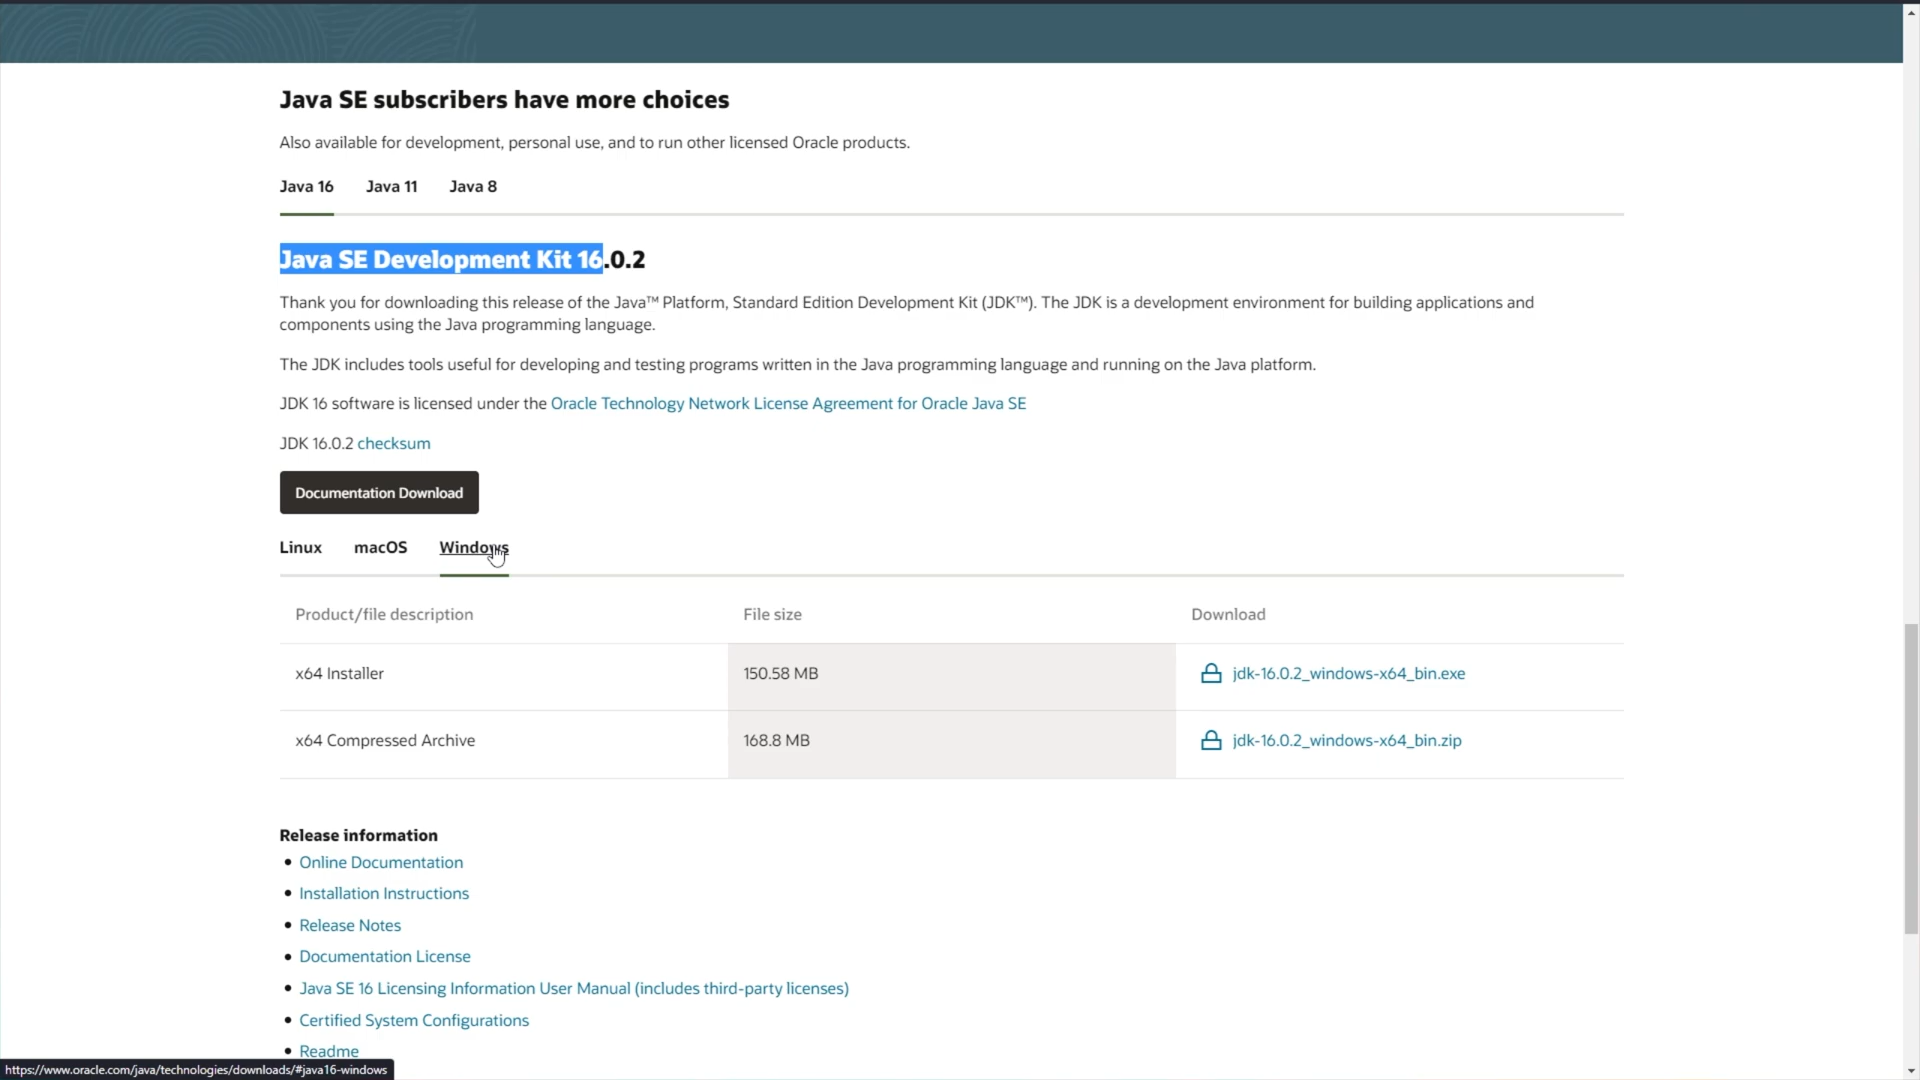 Java SE subscribers have more choices
Also available for development, personal use, and to run other licensed Oracle products.
Java 16 Java 11 Java 8
Java SE Development Kit 16.0.2
Thank you for downloading this release of the Java™ Platform, Standard Edition Development Kit (JDK™). The JDK is a development environment for building applications and
components using the Java programming language.
The JDK includes tools useful for developing and testing programs written in the Java programming language and running on the Java platform.
JDK 16 software is licensed under the Oracle Technology Network License Agreement for Oracle Java SE
JDK 16.0.2 checksum
Documentation Download
Linux macOS Windows
Product/file description File size Download
x64 Installer 150.58 MB jdk-16.0.2_windows-x64_bin.exe
x64 Compressed Archive 168.8 MB jdk-16.0.2_windows-x64_bin.zip
Release information
• Online Documentation
• Installation Instructions
• Release Notes
• Documentation License
• Java SE 16 Licensing Information User Manual (includes third-party licenses)
• Certified System Configurations
• Readme
https://www.oracle.com/java/technologies/downloads/#java16-windows